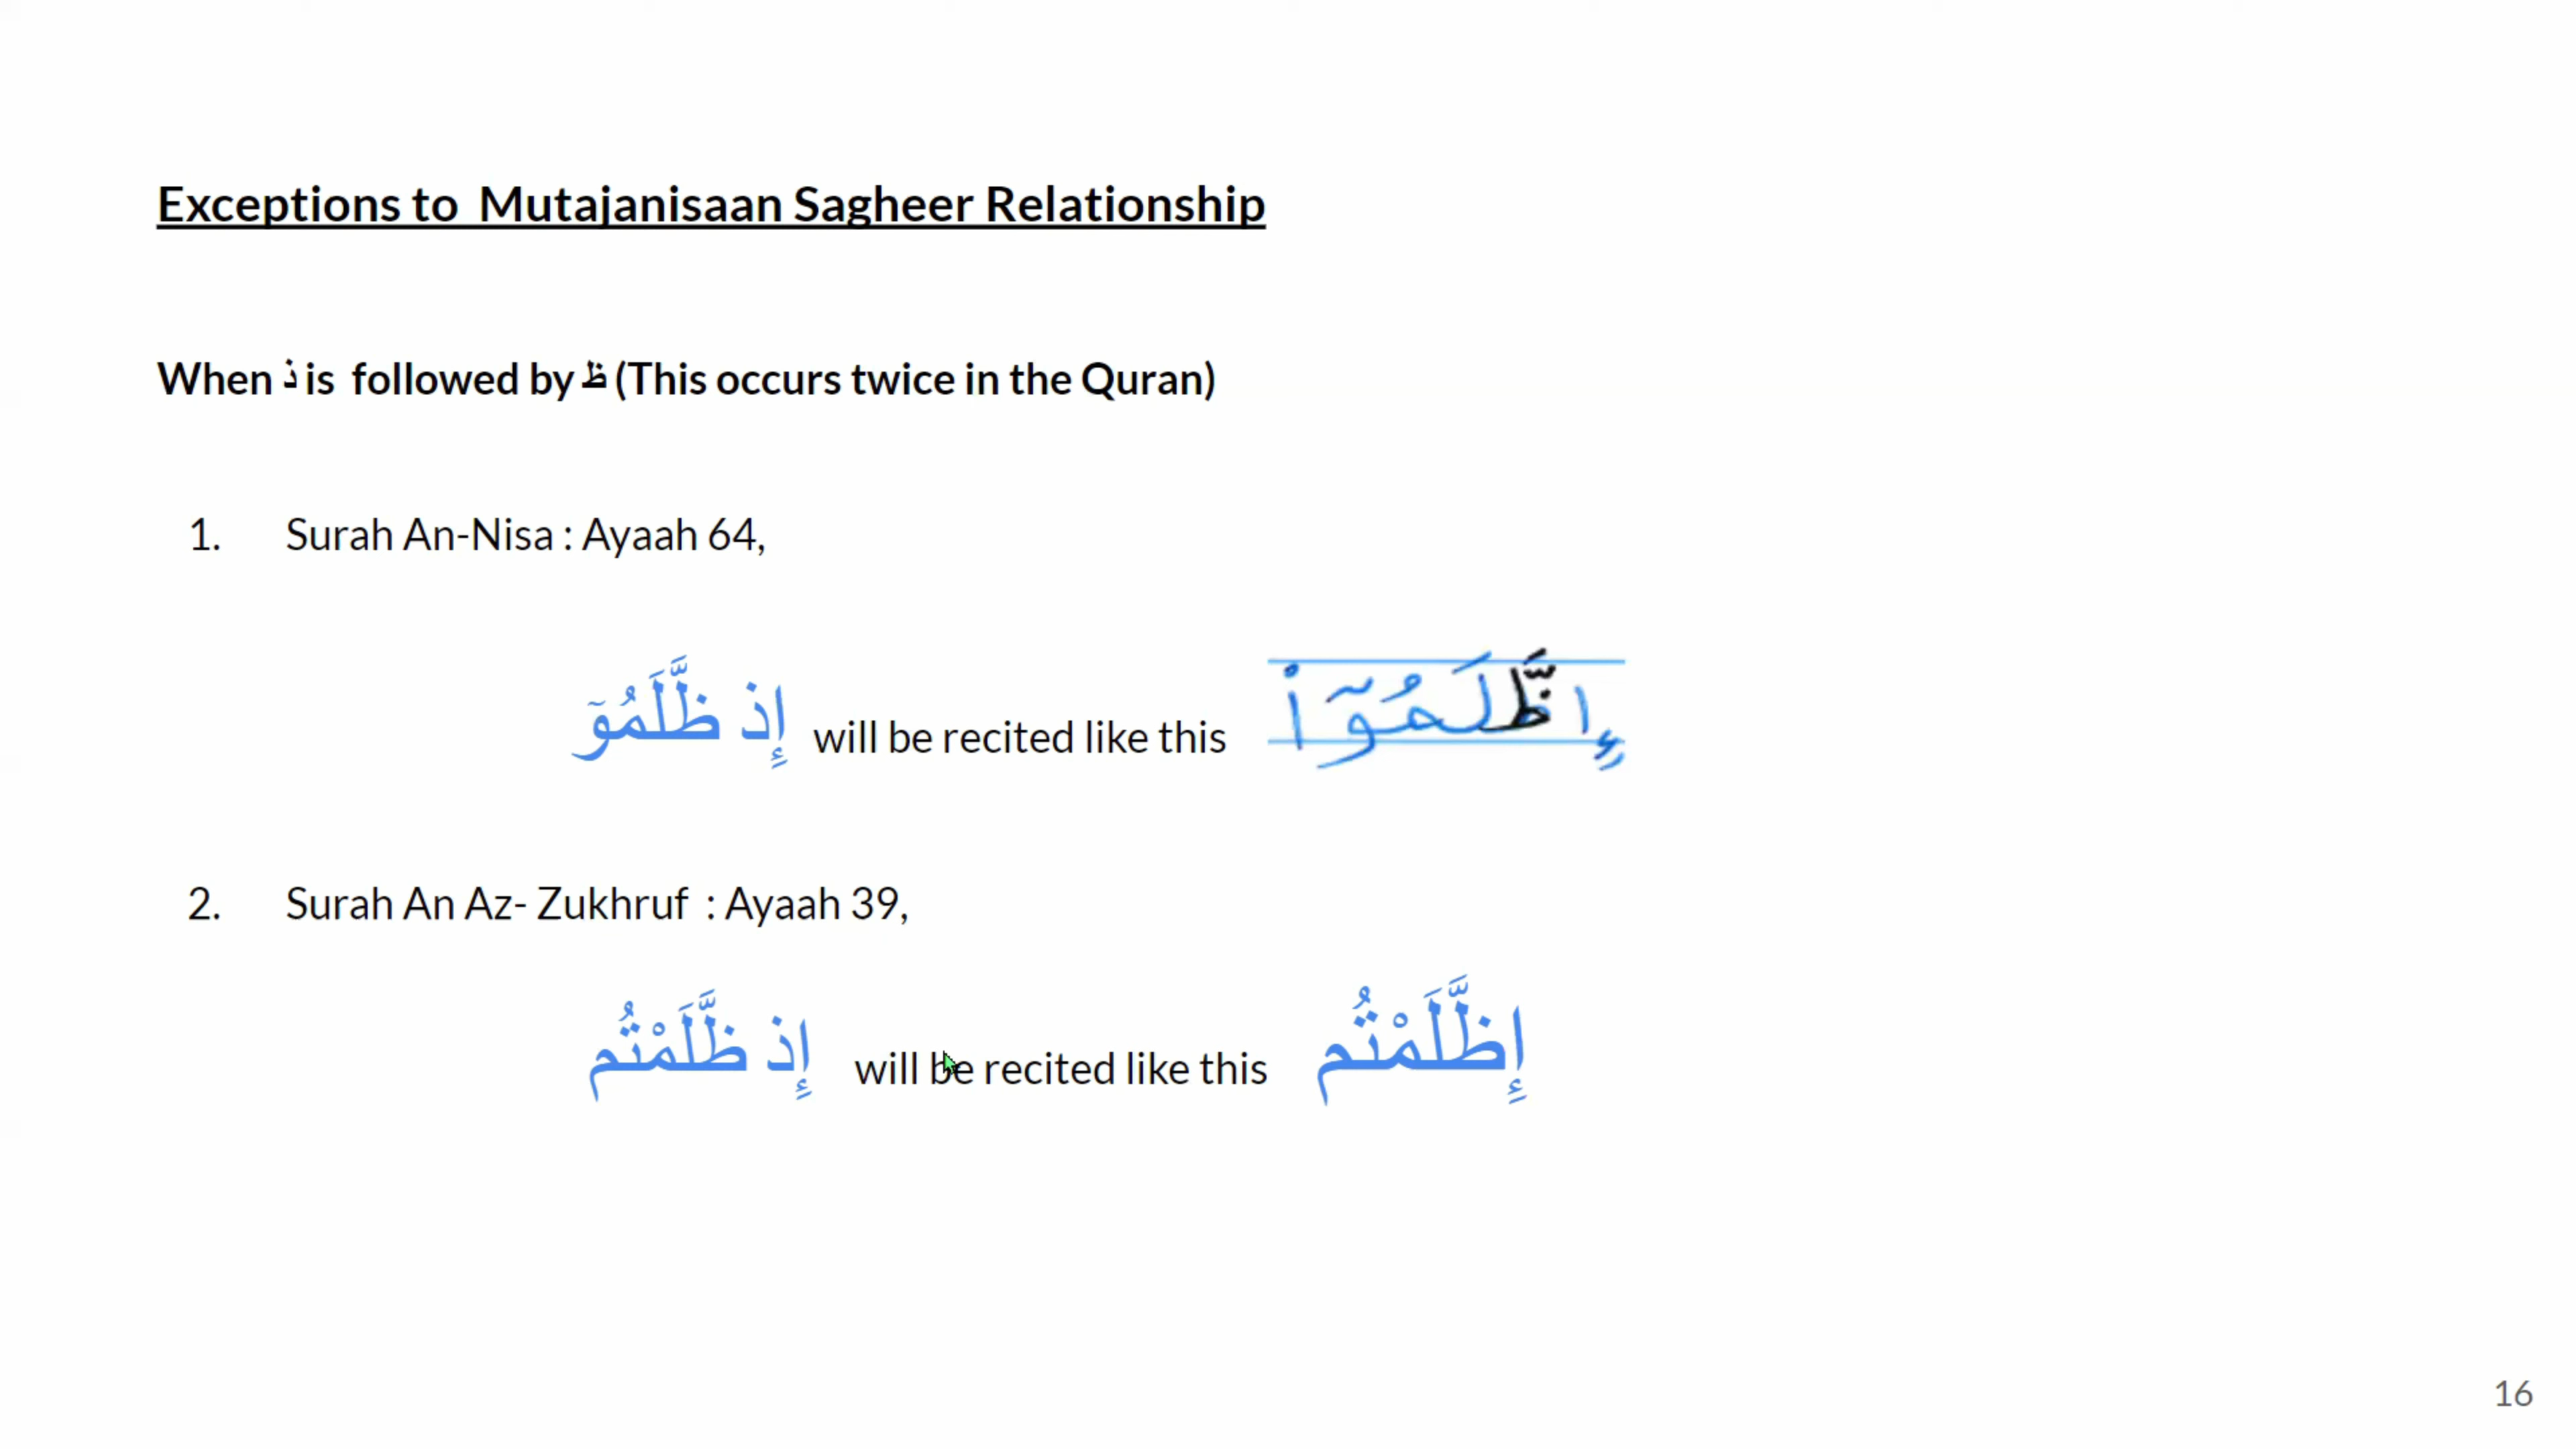 Exceptions to Mutajanisaan Sagheer Relationship
When ذ is followed by ظ (This occurs twice in the Quran)
1. Surah An-Nisa : Ayaah 64,
إِذ ظَّلَمُوٓ will be recited like this إِظَّلَمُوٓا۟
2. Surah An Az- Zukhruf : Ayaah 39,
إِذ ظَّلَمْتُم will be recited like this إِظَّلَمْتُم
16